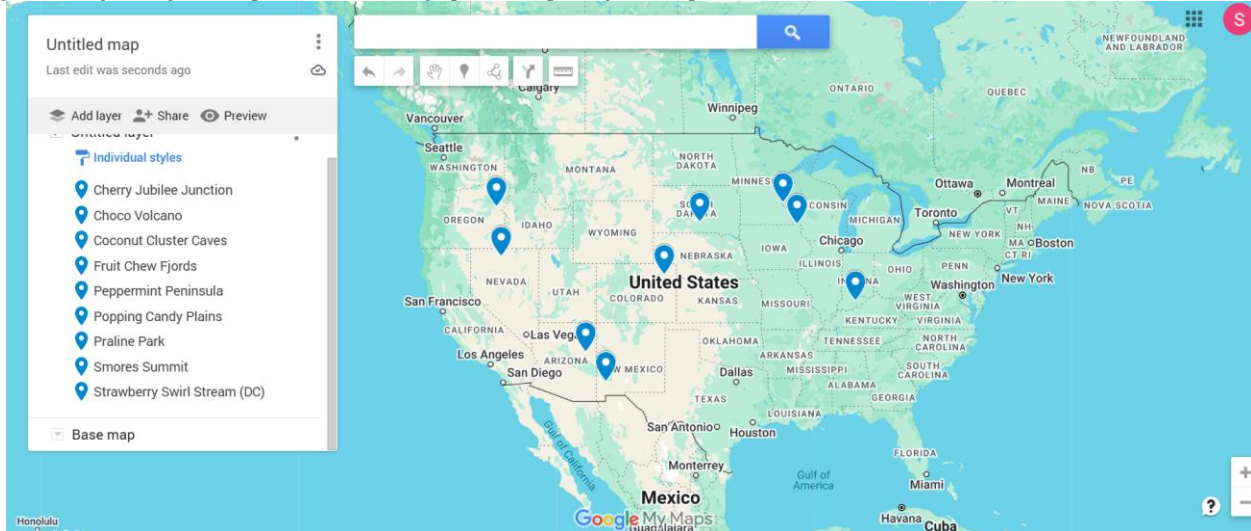 Untitled map
Last edit was seconds ago
Add layer
Share
Preview
Untitled layer
Individual styles
Cherry Jubilee Junction
Choco Volcano
Coconut Cluster Caves
Fruit Chew Fjords
Peppermint Peninsula
Popping Candy Plains
Praline Park
Smores Summit
Strawberry Swirl Stream (DC)
Base map
S
NEWFOUNDLAND
AND LABRADOR
Calgary
ONTARIO
QUEBEC
Winnipeg
Vancouver
Seattle
WASHINGTON
MONTANA
NORTH
DAKOTA
Ottawa
Montreal
NB
PE
MAINE
NOVA SCOTIA
VT
Toronto
MICHIGAN
OREGON
IDAHO
WYOMING
NEW YORK
NH
MA
Boston
CT RI
Chicago
IOWA
NEBRASKA
ILLINOIS
OHIO
PENN
New York
NEVADA
UTAH
United States
COLORADO
KANSAS
MISSOURI
WEST
VIRGINIA
Washington
San Francisco
KENTUCKY
VIRGINIA
CALIFORNIA
OKLAHOMA
TENNESSEE
NORTH
CAROLINA
Los Angeles
ARIZONA
ARKANSAS
San Diego
Dallas
MISSISSIPPI
SOUTH
CAROLINA
ALABAMA
TEXAS
GEORGIA
LOUISIANA
San Antonio
Houston
Gulf of
California
FLORIDA
Monterrey
Gulf of
America
Miami
Mexico
Google My Maps
Guadalajara
Havana
Cuba
Honolulu
?
+
−